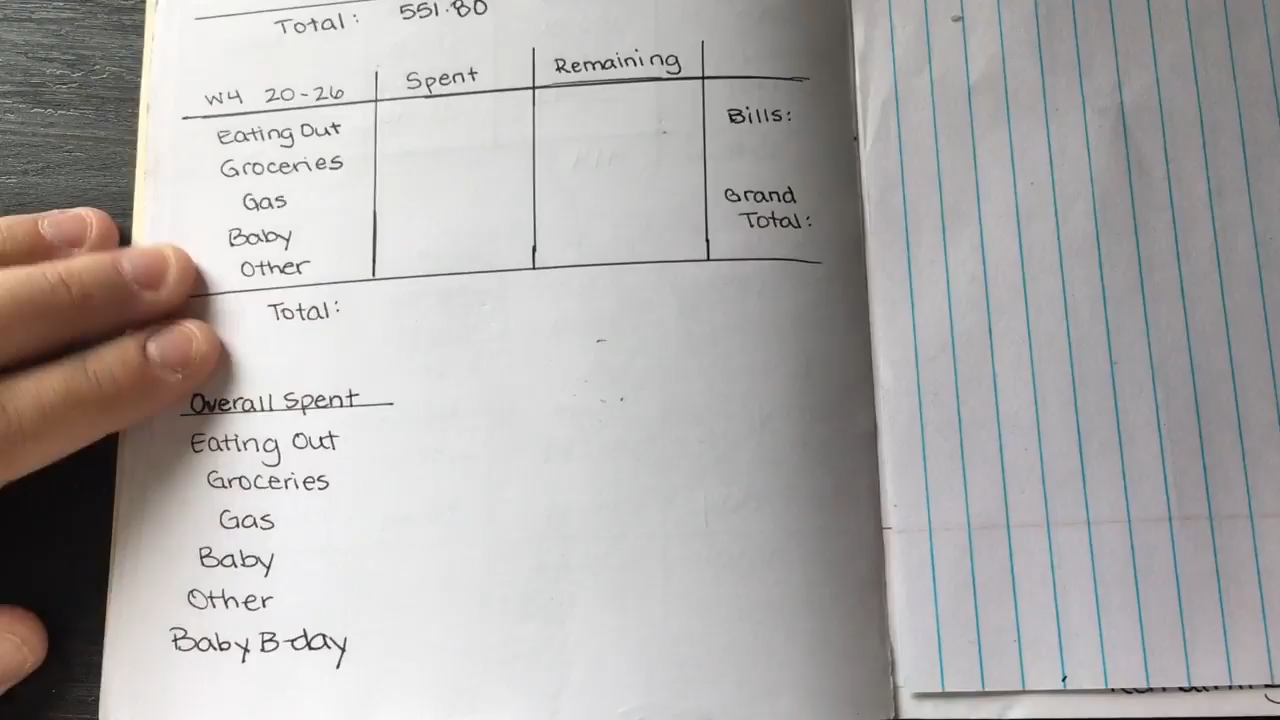 Total: 551.80
W4 20-26 Spent Remaining
Eating Out
Groceries
Gas
Baby
Other
Bills:
Grand
Total:
Total:
Overall Spent
Eating Out
Groceries
Gas
Baby
Other
Baby B-day